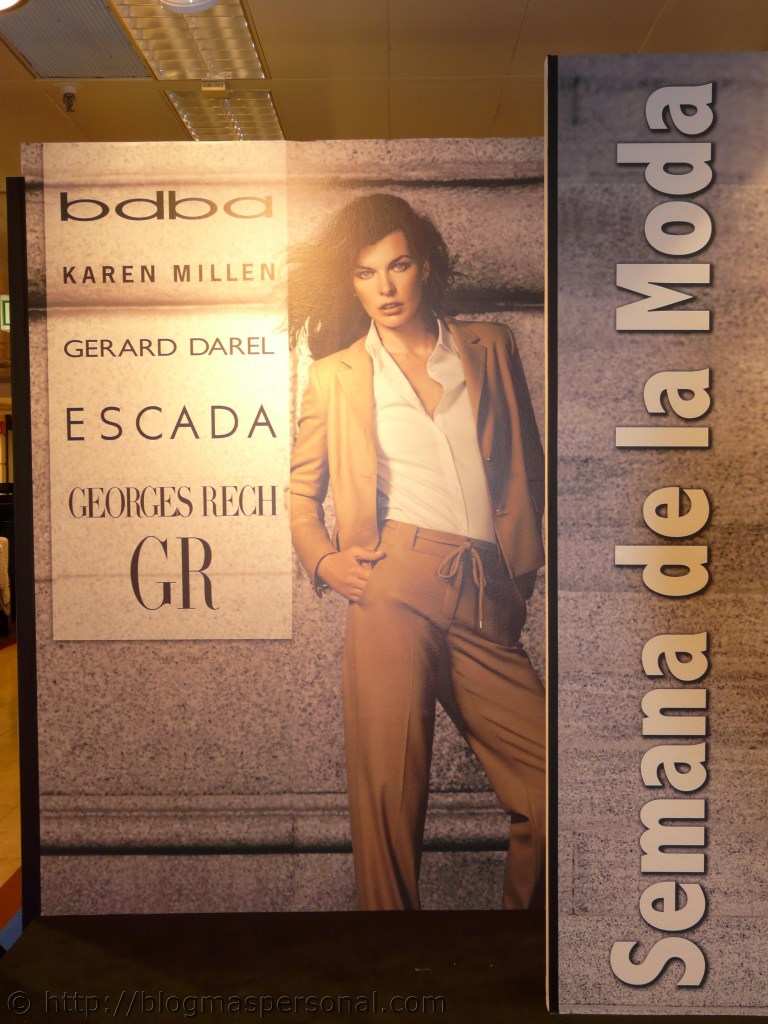 bdba
KAREN MILLEN
GERARD DAREL
ESCADA
GEORGES RECH
GR
Semana de la Moda
© http://blogmaspersonal.com/